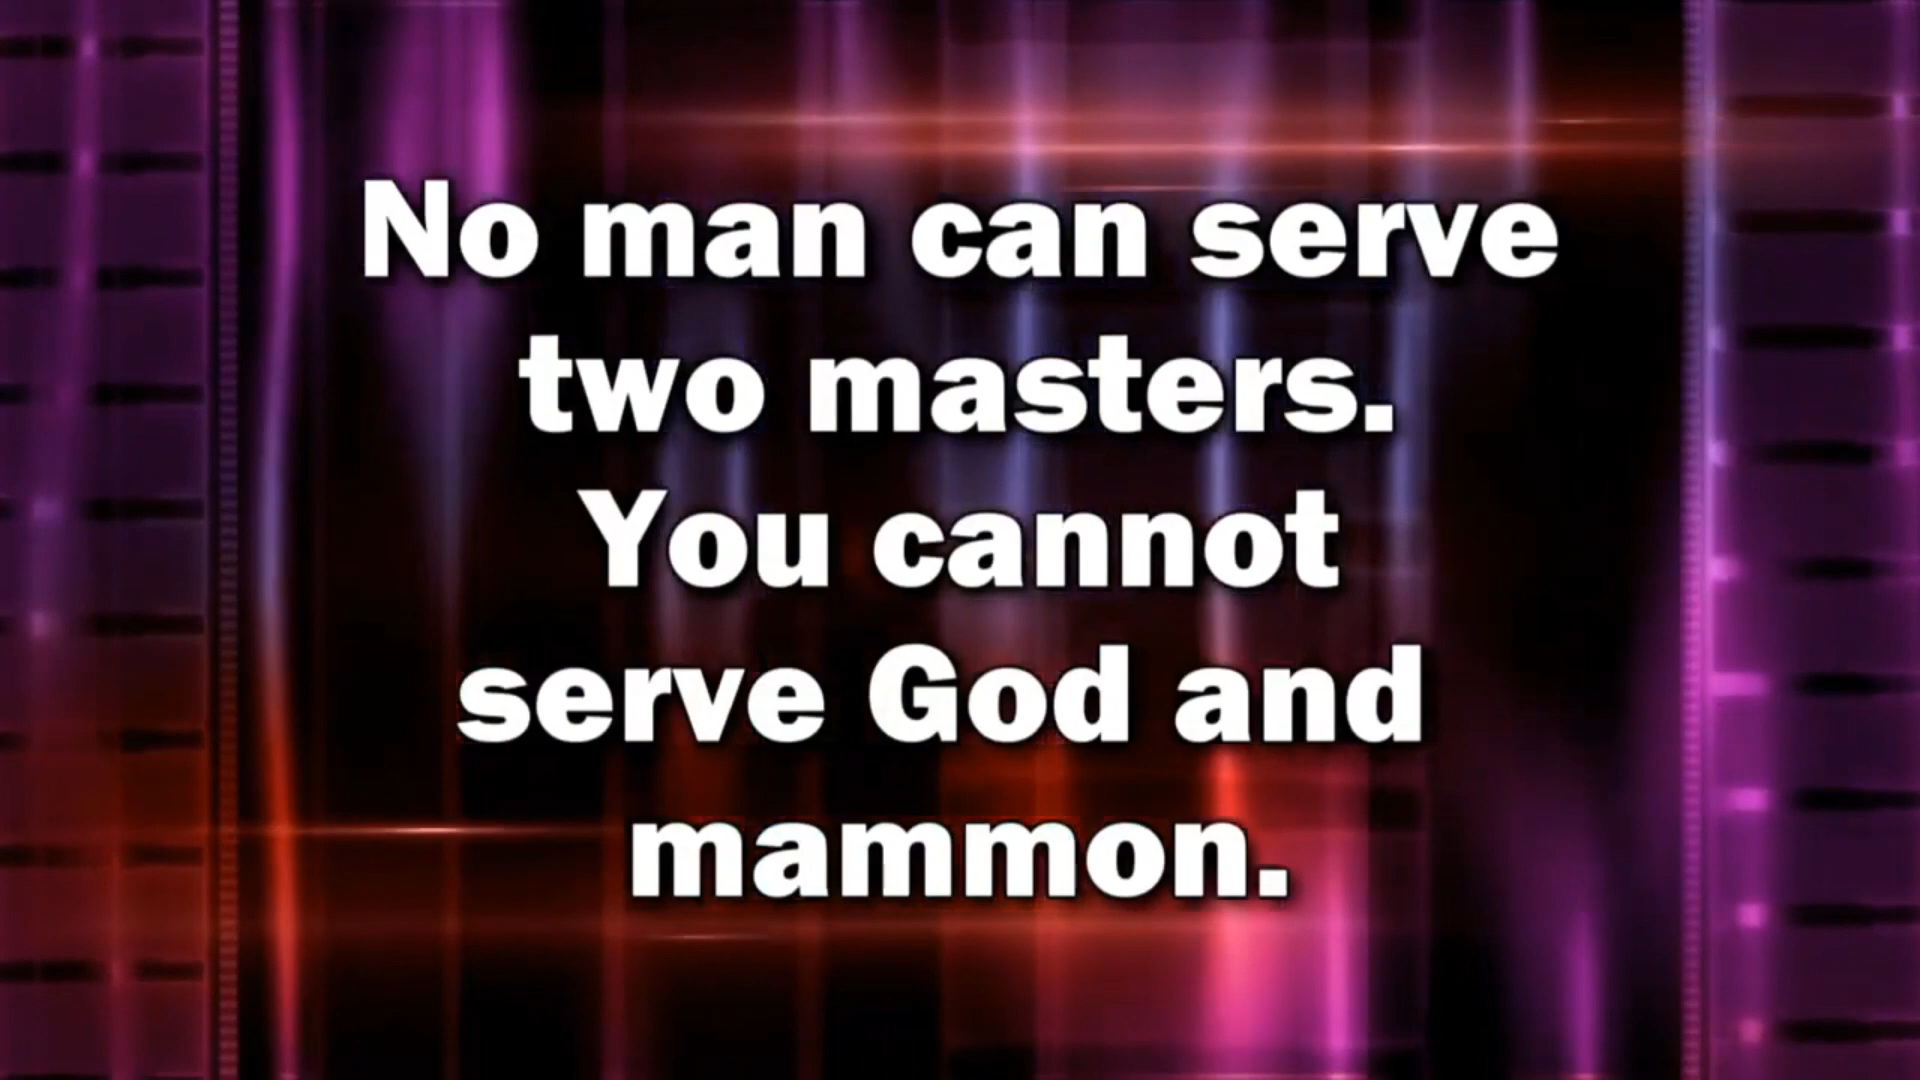 No man can serve
two masters.
You cannot
serve God and
mammon.